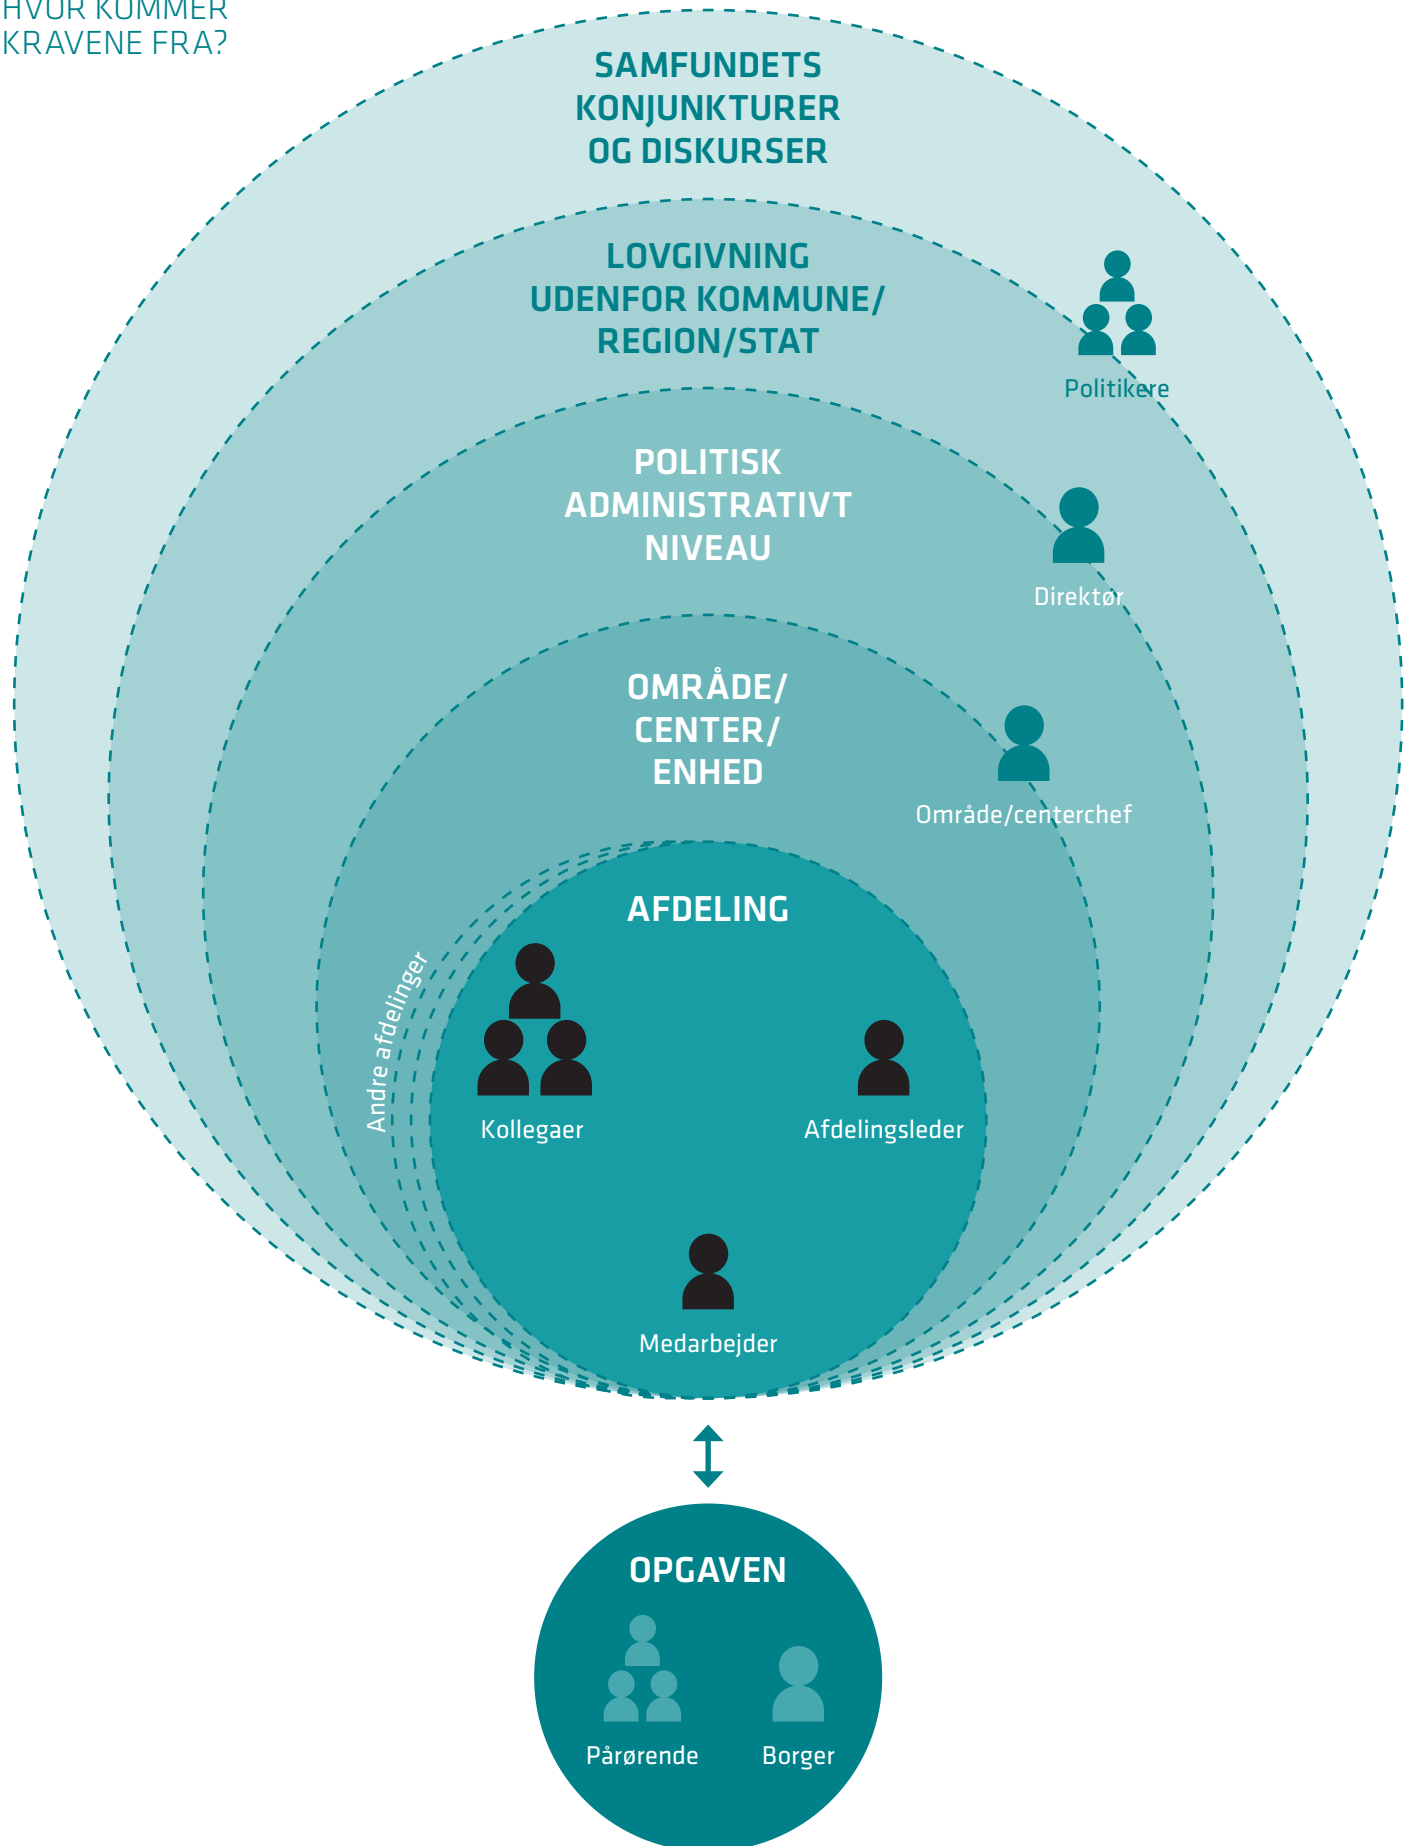 HVOR KOMMER
KRAVENE FRA?
SAMFUNDETS
KONJUNKTURER
OG DISKURSER
LOVGIVNING
UDENFOR KOMMUNE/
REGION/STAT
Politikere
POLITISK
ADMINISTRATIVT
NIVEAU
Direktør
OMRÅDE/
CENTER/
ENHED
Område/centerchef
AFDELING
Andre afdelinger
Kollegaer
Afdelingsleder
Medarbejder
OPGAVEN
Pårørende
Borger